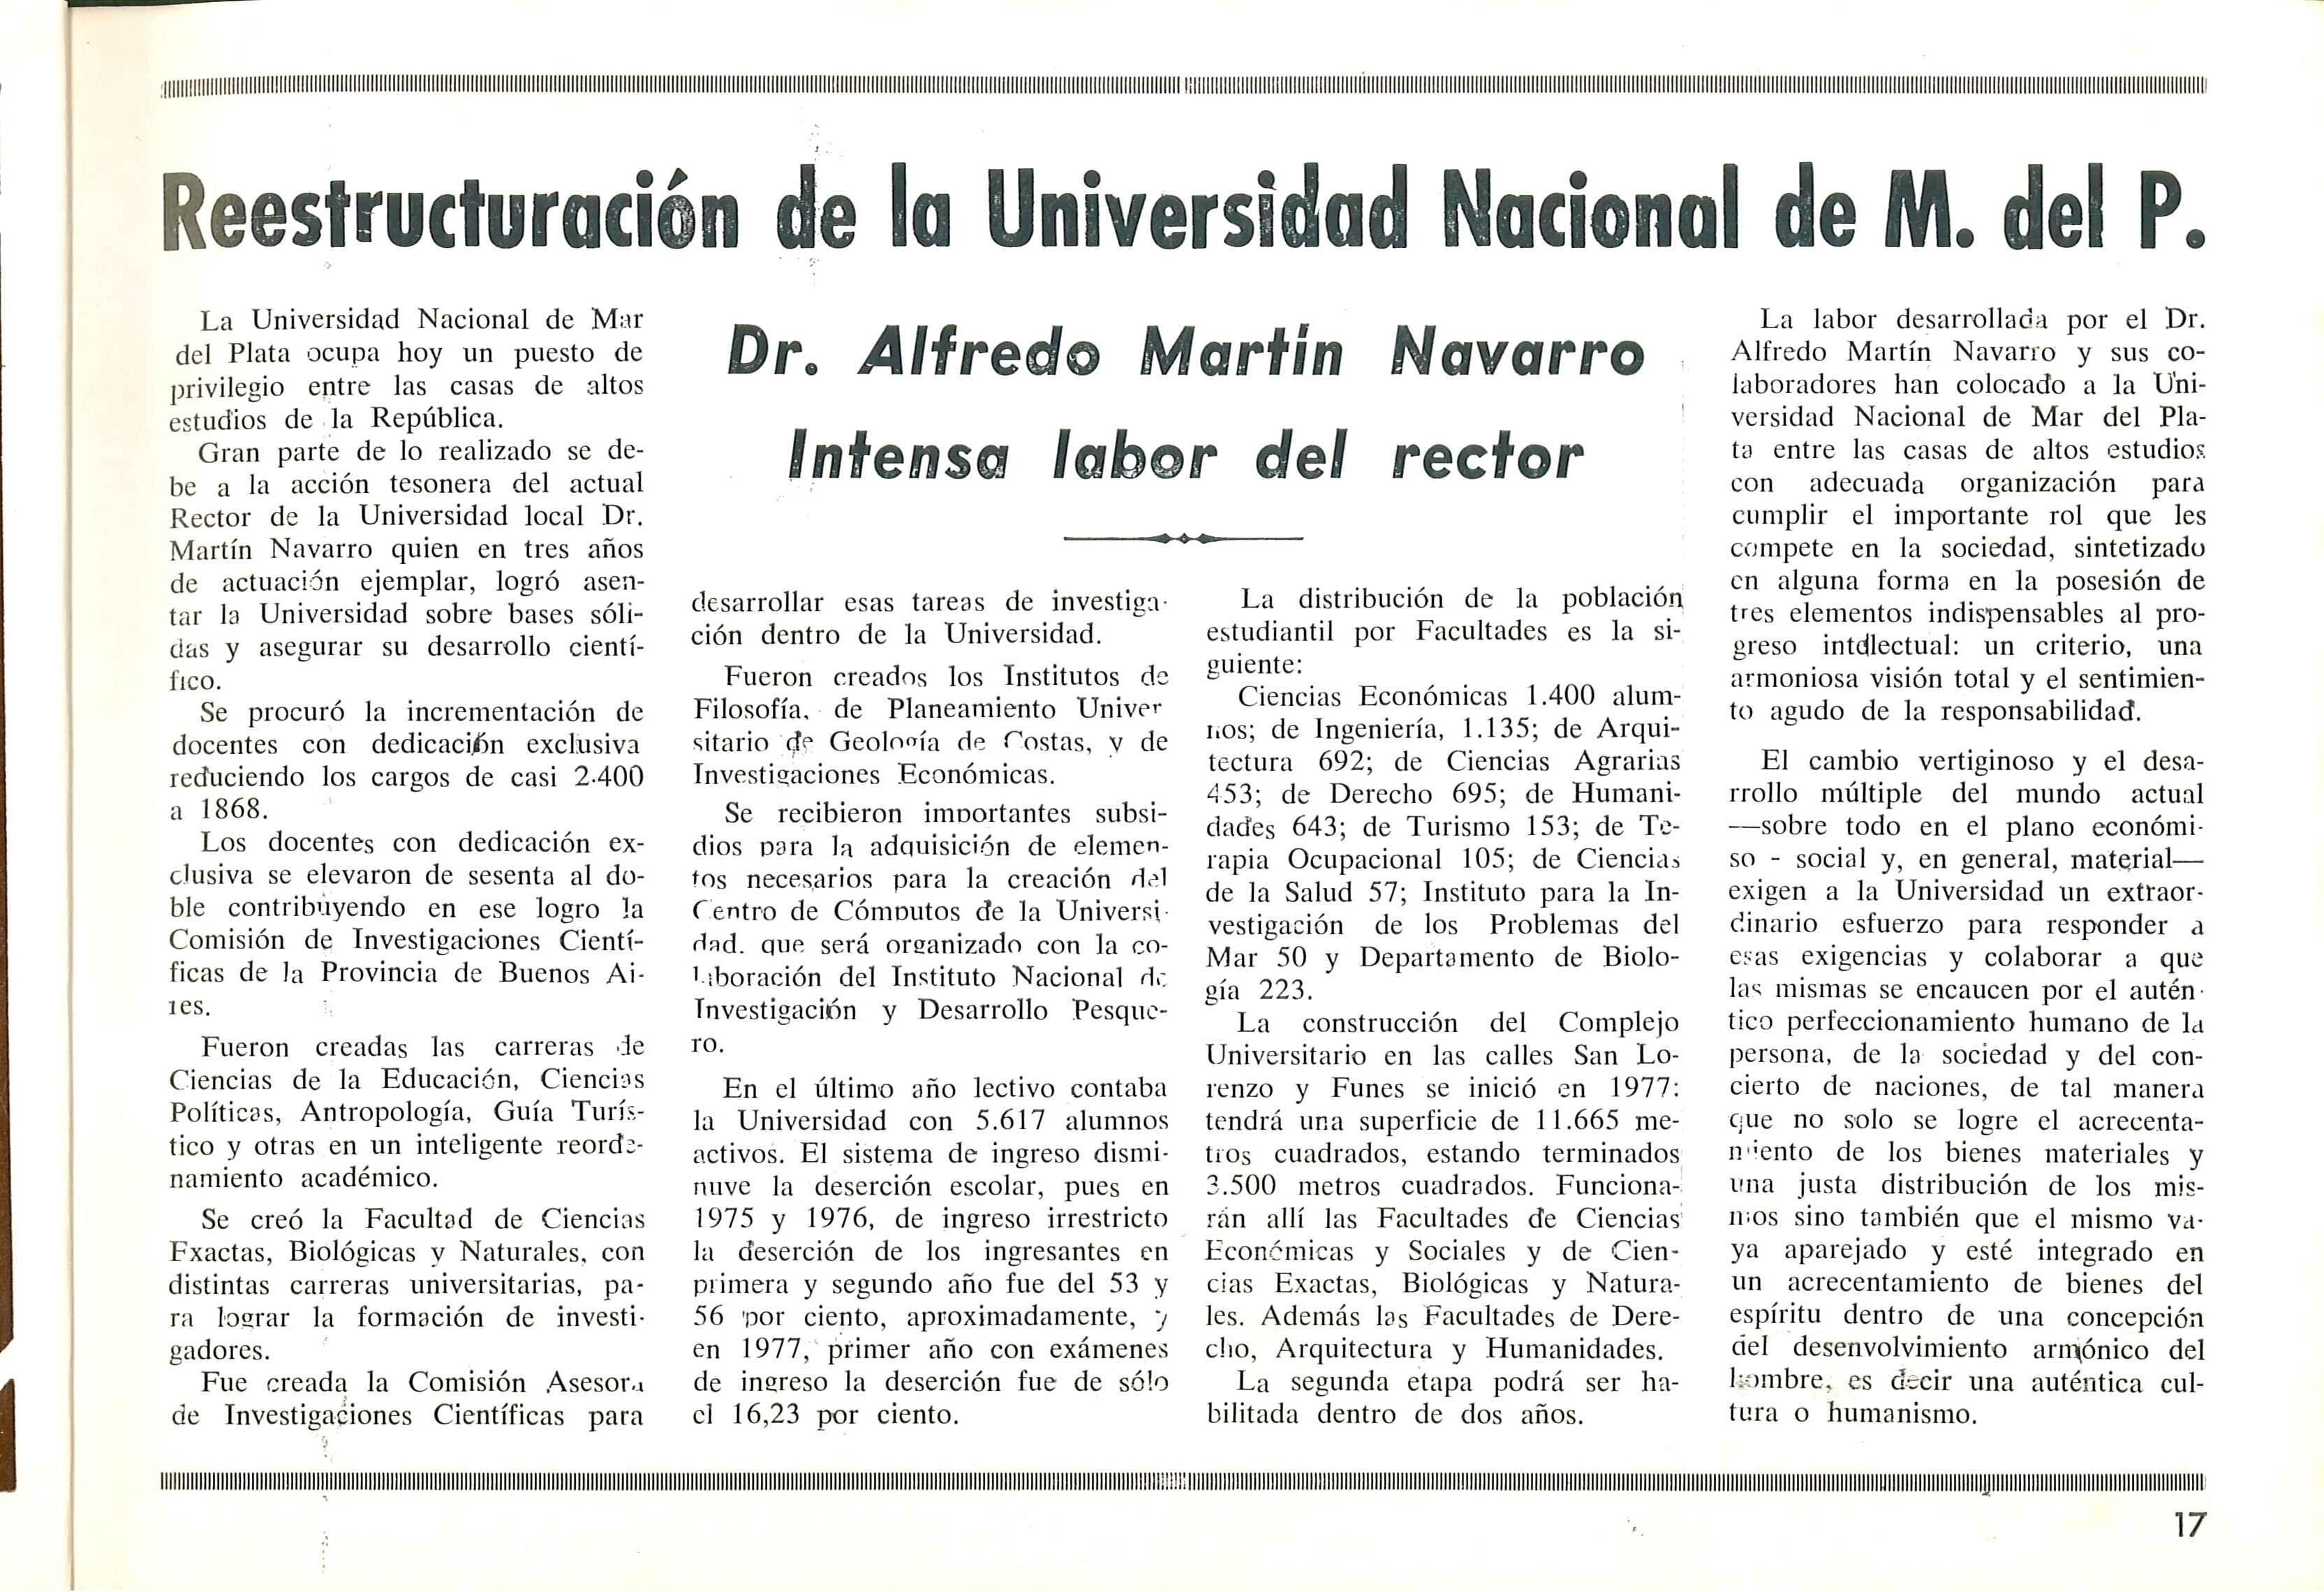 Reestructuración de la Universidad Nacional de M. del P.
La Universidad Nacional de Mar
del Plata ocupa hoy un puesto de
privilegio entre las casas de altos
estudios de la República.
Gran parte de lo realizado se de-
be a la acción tesonera del actual
Rector de la Universidad local Dr.
Martín Navarro quien en tres años
de actuación ejemplar, logró asen-
tar la Universidad sobre bases sóli-
das y asegurar su desarrollo cientí-
fico.
Se procuró la incrementación de
docentes con dedicación exclusiva
reduciendo los cargos de casi 2.400
a 1868.
Los docentes con dedicación ex-
clusiva se elevaron de sesenta al do-
ble contribuyendo en ese logro la
Comisión de Investigaciones Cientí-
ficas de la Provincia de Buenos Ai-
res.
Fueron creadas las carreras de
Ciencias de la Educación, Ciencias
Políticas, Antropología, Guía Turís-
tico y otras en un inteligente reorde-
namiento académico.
Se creó la Facultad de Ciencias
Exactas, Biológicas y Naturales, con
distintas carreras universitarias, pa-
ra lograr la formación de investi-
gadores.
Fue creada la Comisión Asesora
de Investigaciones Científicas para
Dr. Alfredo Martín Navarro
Intensa labor del rector
desarrollar esas tareas de investiga-
ción dentro de la Universidad.
Fueron creados los Institutos de
Filosofía, de Planeamiento Univer
sitario de Geología de Costas, y de
Investigaciones Económicas.
Se recibieron importantes subsi-
dios para la adquisición de elemen-
tos necesarios para la creación del
Centro de Cómputos de la Universi-
dad. que será organizado con la co-
laboración del Instituto Nacional de
Investigación y Desarrollo Pesque-
ro.
En el último año lectivo contaba
la Universidad con 5.617 alumnos
activos. El sistema de ingreso dismi-
nuye la deserción escolar, pues en
1975 y 1976, de ingreso irrestricto
la deserción de los ingresantes en
primera y segundo año fue del 53 y
56 por ciento, aproximadamente, y
en 1977, primer año con exámenes
de ingreso la deserción fue de sólo
el 16,23 por ciento.
La distribución de la población
estudiantil por Facultades es la si-
guiente:
Ciencias Económicas 1.400 alum-
nos; de Ingeniería, 1.135; de Arqui-
tectura 692; de Ciencias Agrarias
453; de Derecho 695; de Humani-
dades 643; de Turismo 153; de Te-
rapia Ocupacional 105; de Ciencias
de la Salud 57; Instituto para la In-
vestigación de los Problemas del
Mar 50 y Departamento de Biolo-
gía 223.
La construcción del Complejo
Universitario en las calles San Lo-
renzo y Funes se inició en 1977:
tendrá una superficie de 11.665 me-
tros cuadrados, estando terminados
3.500 metros cuadrados. Funciona-
rán allí las Facultades de Ciencias
Económicas y Sociales y de Cien-
cias Exactas, Biológicas y Natura-
les. Además las Facultades de Dere-
cho, Arquitectura y Humanidades.
La segunda etapa podrá ser ha-
bilitada dentro de dos años.
La labor desarrollada por el Dr.
Alfredo Martín Navarro y sus co-
laboradores han colocado a la Uni-
versidad Nacional de Mar del Pla-
ta entre las casas de altos estudios
con adecuada organización para
cumplir el importante rol que les
compete en la sociedad, sintetizado
en alguna forma en la posesión de
tres elementos indispensables al pro-
greso intelectual: un criterio, una
armoniosa visión total y el sentimien-
to agudo de la responsabilidad.
El cambio vertiginoso y el desa-
rrollo múltiple del mundo actual
—sobre todo en el plano económi-
so - social y, en general, material—
exigen a la Universidad un extraor-
dinario esfuerzo para responder a
esas exigencias y colaborar a que
las mismas se encaucen por el autén-
tico perfeccionamiento humano de la
persona, de la sociedad y del con-
cierto de naciones, de tal manera
que no solo se logre el acrecenta-
miento de los bienes materiales y
una justa distribución de los mis-
mos sino también que el mismo va-
ya aparejado y esté integrado en
un acrecentamiento de bienes del
espíritu dentro de una concepción
del desenvolvimiento armónico del
hombre, es decir una auténtica cul-
tura o humanismo.
17